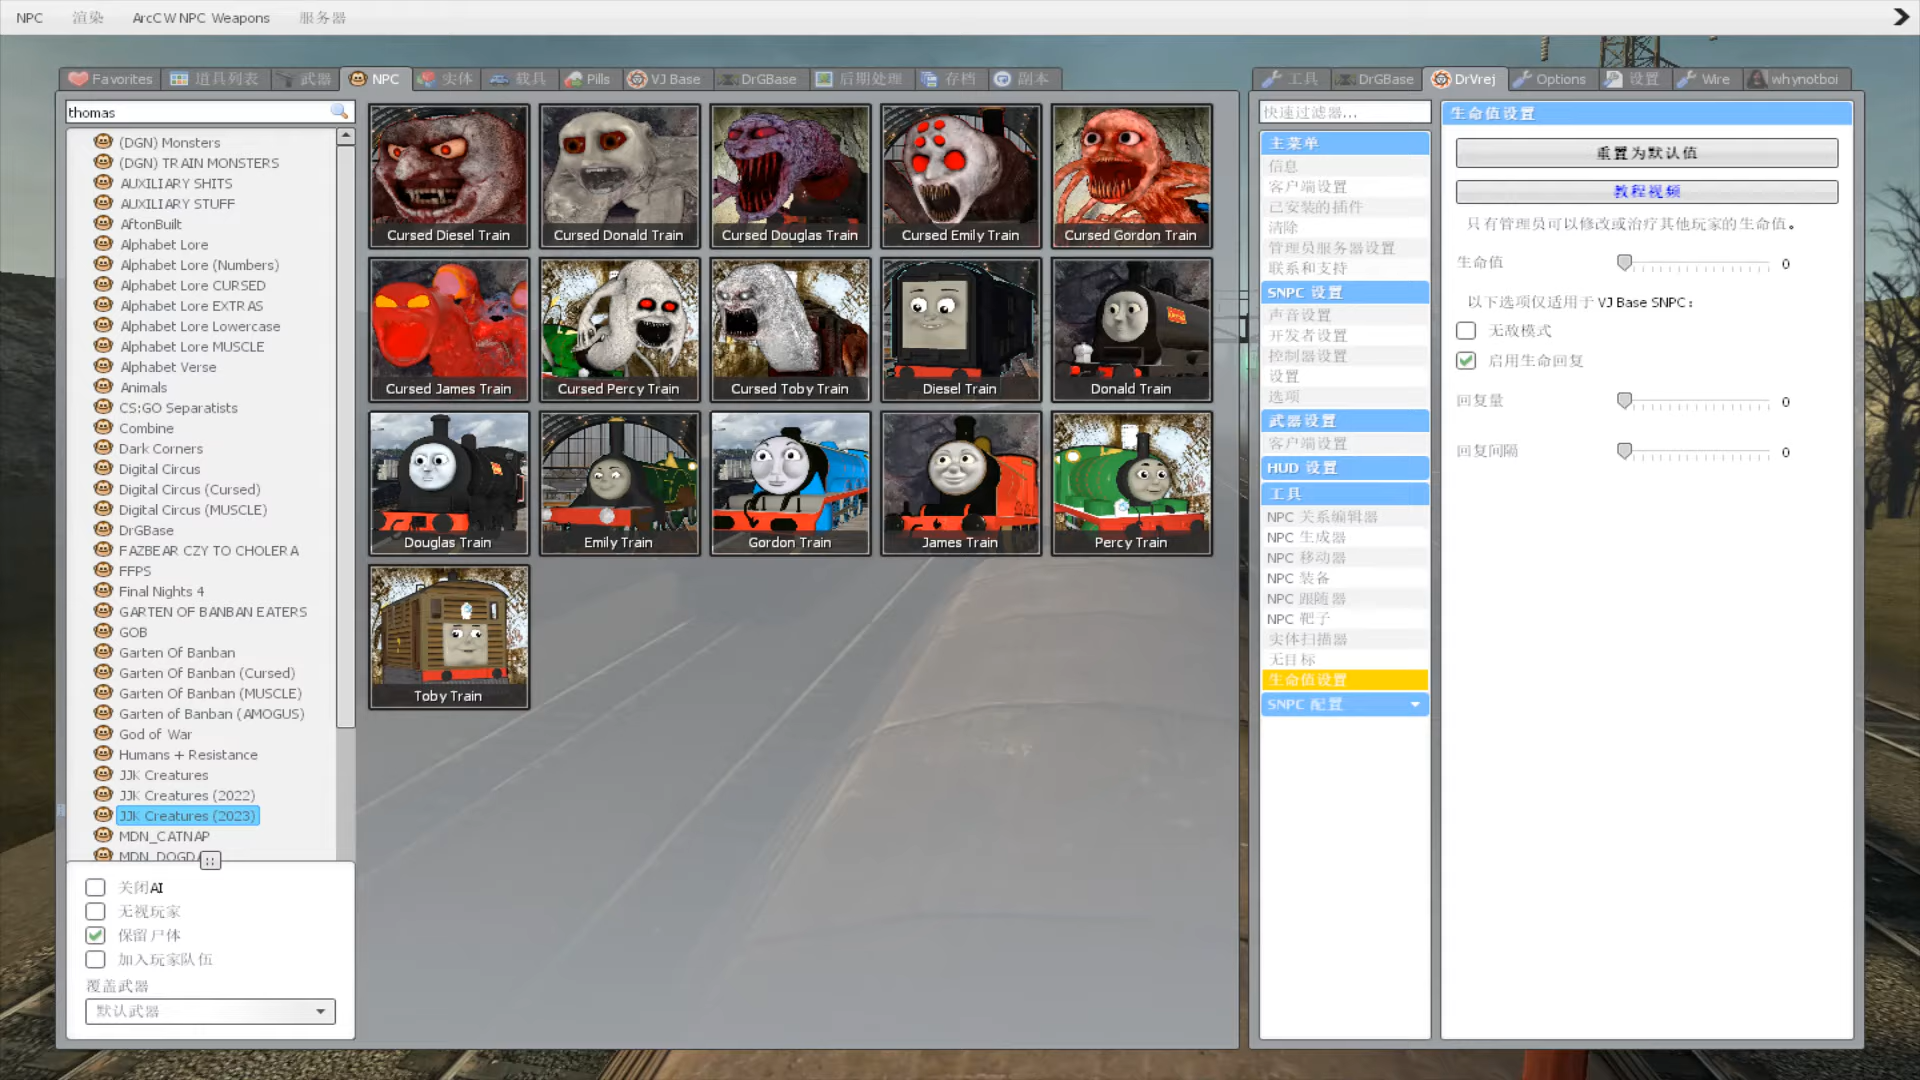 NPC 渲染 ArcCW NPC Weapons 服务器
Favorites 道具列表 武器 NPC 实体 载具 Pills VJ Base DrGBase 后期处理 存档 副本
工具 DrGBase DrVrej Options 设置 Wire whynotboi
thomas
(DGN) Monsters
(DGN) TRAIN MONSTERS
AUXILIARY SHITS
AUXILIARY STUFF
AftonBuilt
Alphabet Lore
Alphabet Lore (Numbers)
Alphabet Lore CURSED
Alphabet Lore EXTRAS
Alphabet Lore Lowercase
Alphabet Lore MUSCLE
Alphabet Verse
Animals
CS:GO Separatists
Combine
Dark Corners
Digital Circus
Digital Circus (Cursed)
Digital Circus (MUSCLE)
DrGBase
FAZBEAR CZY TO CHOLERA
FFPS
Final Nights 4
GARTEN OF BANBAN EATERS
GOB
Garten Of Banban
Garten Of Banban (Cursed)
Garten Of Banban (MUSCLE)
Garten of Banban (AMOGUS)
God of War
Humans + Resistance
JJK Creatures
JJK Creatures (2022)
JJK Creatures (2023)
MDN_CATNAP
关闭AI
无视玩家
保留尸体
加入玩家队伍
覆盖武器
默认武器
Cursed Diesel Train
Cursed Donald Train
Cursed Douglas Train
Cursed Emily Train
Cursed Gordon Train
Cursed James Train
Cursed Percy Train
Cursed Toby Train
Diesel Train
Donald Train
Douglas Train
Emily Train
Gordon Train
James Train
Percy Train
Toby Train
快速过滤器...
主菜单
信息
客户端设置
已安装的插件
清除
管理员服务器设置
联系和支持
SNPC 设置
声音设置
开发者设置
控制器设置
设置
选项
武器设置
客户端设置
HUD 设置
工具
NPC 关系编辑器
NPC 生成器
NPC 移动器
NPC 装备
NPC 跟随器
NPC 靶子
实体扫描器
无目标
生命值设置
SNPC 配置
生命值设置
重置为默认值
教程视频
只有管理员可以修改或治疗其他玩家的生命值。
生命值 0
以下选项仅适用于 VJ Base SNPC：
无敌模式
启用生命回复
回复量 0
回复间隔 0